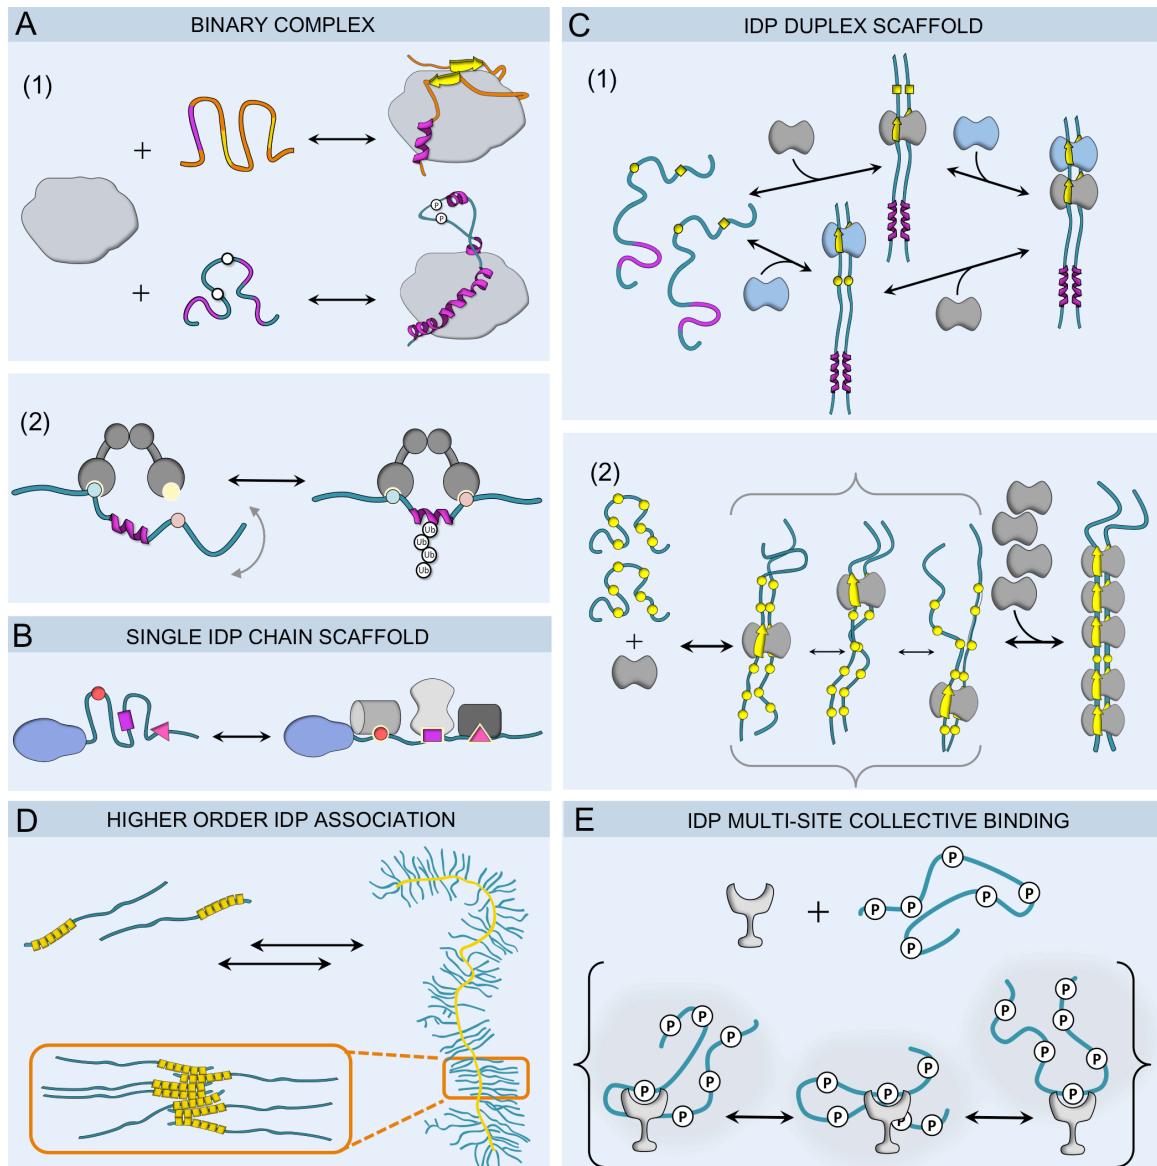 A BINARY COMPLEX
(1)
+
P
P
+
(2)
Ub
Ub
Ub
Ub
B SINGLE IDP CHAIN SCAFFOLD
C IDP DUPLEX SCAFFOLD
(1)
(2)
+
D HIGHER ORDER IDP ASSOCIATION
E IDP MULTI-SITE COLLECTIVE BINDING
+
P
P P P P
P
P P P
P P
P
P P
P P
P P P
P P
P P
P